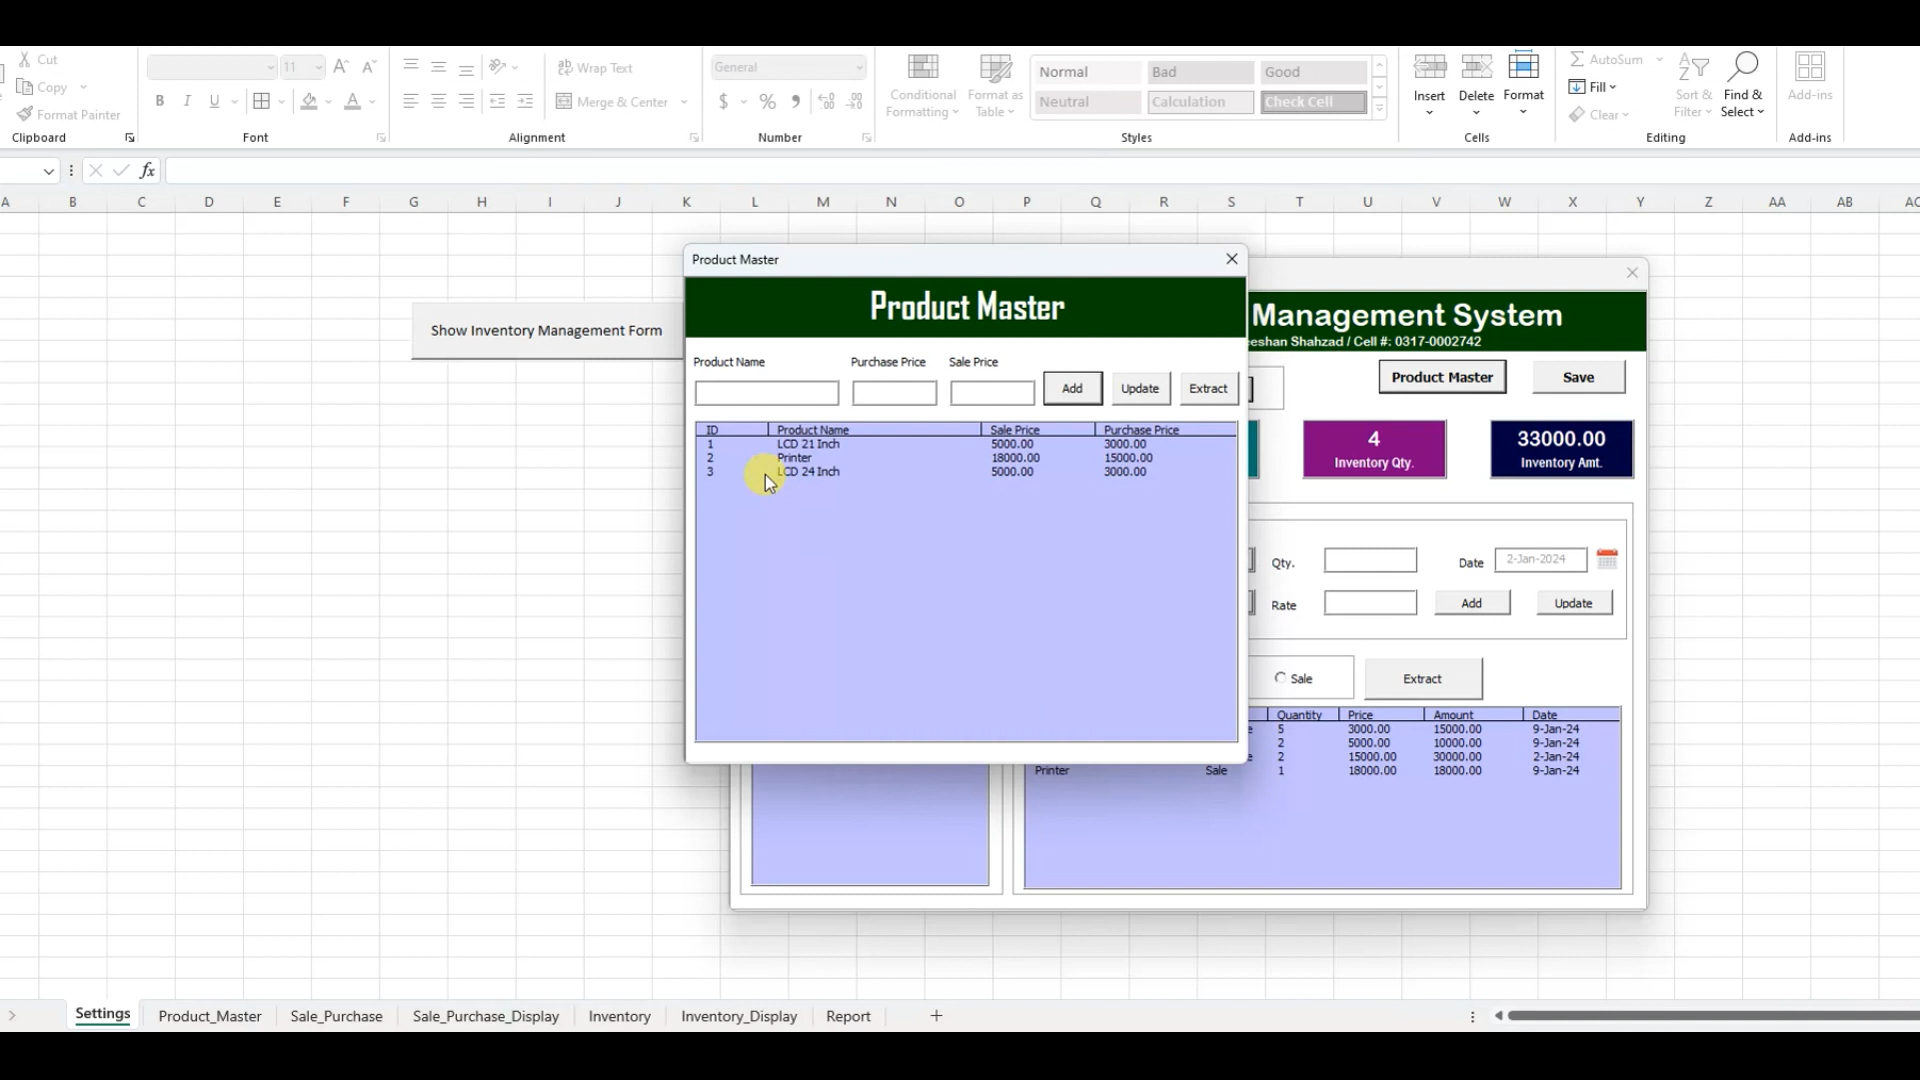 Cut
Copy
Format Painter
Clipboard
11
B I U
Font
Wrap Text
Merge & Center
Alignment
General
$ % ,
Number
Conditional Formatting
Format as Table
Normal Bad Good
Neutral Calculation Check Cell
Styles
Insert Delete Format
Cells
AutoSum
Fill
Clear
Sort & Filter
Find & Select
Editing
Add-ins
Add-ins
fx
A B C D E F G H I J K L M N O P Q R S T U V W X Y Z AA AB AC
Show Inventory Management Form
Product Master
Product Master
Product Name Purchase Price Sale Price
Add Update Extract
ID Product Name Sale Price Purchase Price
1 LCD 21 Inch 5000.00 3000.00
2 Printer 18000.00 15000.00
3 LCD 24 Inch 5000.00 3000.00
Management System
eeshan Shahzad / Cell #: 0317-0002742
Product Master Save
4
Inventory Qty.
33000.00
Inventory Amt.
Qty. Date 2-Jan-2024
Rate Add Update
Sale Extract
Quantity Price Amount Date
e 5 3000.00 15000.00 9-Jan-24
2 5000.00 10000.00 9-Jan-24
e 2 15000.00 30000.00 2-Jan-24
Printer Sale 1 18000.00 18000.00 9-Jan-24
Settings Product_Master Sale_Purchase Sale_Purchase_Display Inventory Inventory_Display Report +